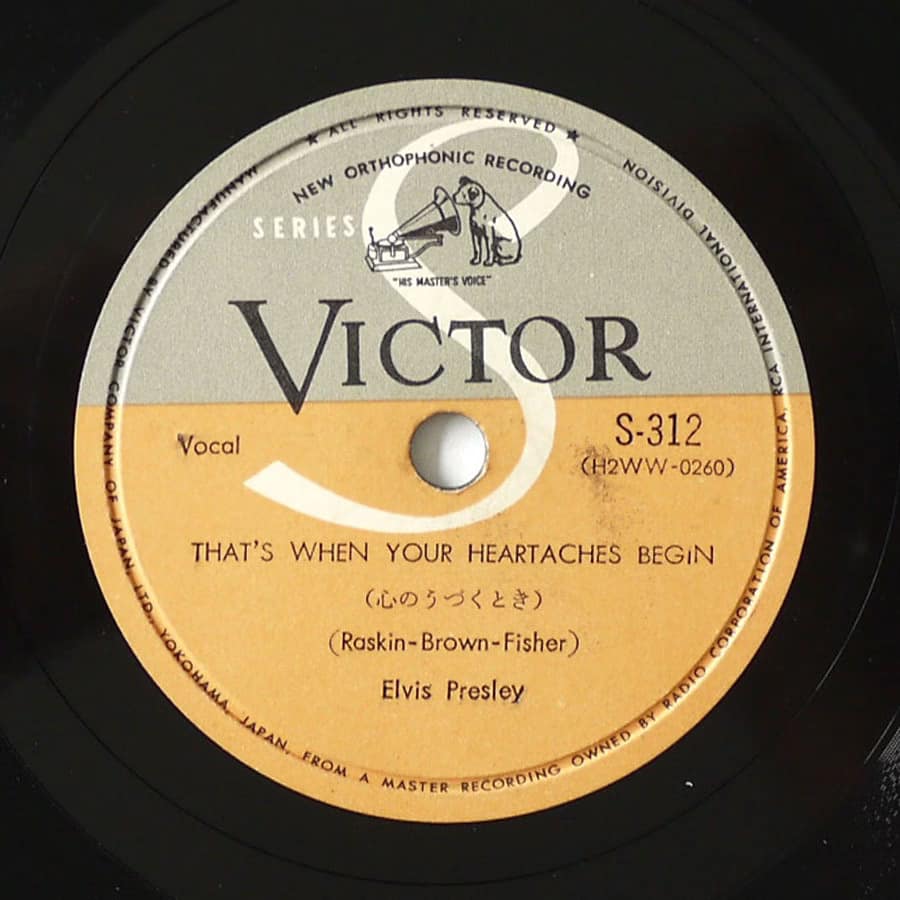 ★ ALL RIGHTS RESERVED ★
NEW ORTHOPHONIC RECORDING
SERIES
S
"HIS MASTER'S VOICE"
VICTOR
Vocal
S-312
(H2WW-0260)
THAT'S WHEN YOUR HEARTACHES BEGIN
(心のうづくとき)
(Raskin-Brown-Fisher)
Elvis Presley
MANUFACTURED BY VICTOR COMPANY OF JAPAN, LTD., YOKOHAMA, JAPAN, FROM A MASTER RECORDING OWNED BY RADIO CORPORATION OF AMERICA, RCA INTERNATIONAL DIVISION